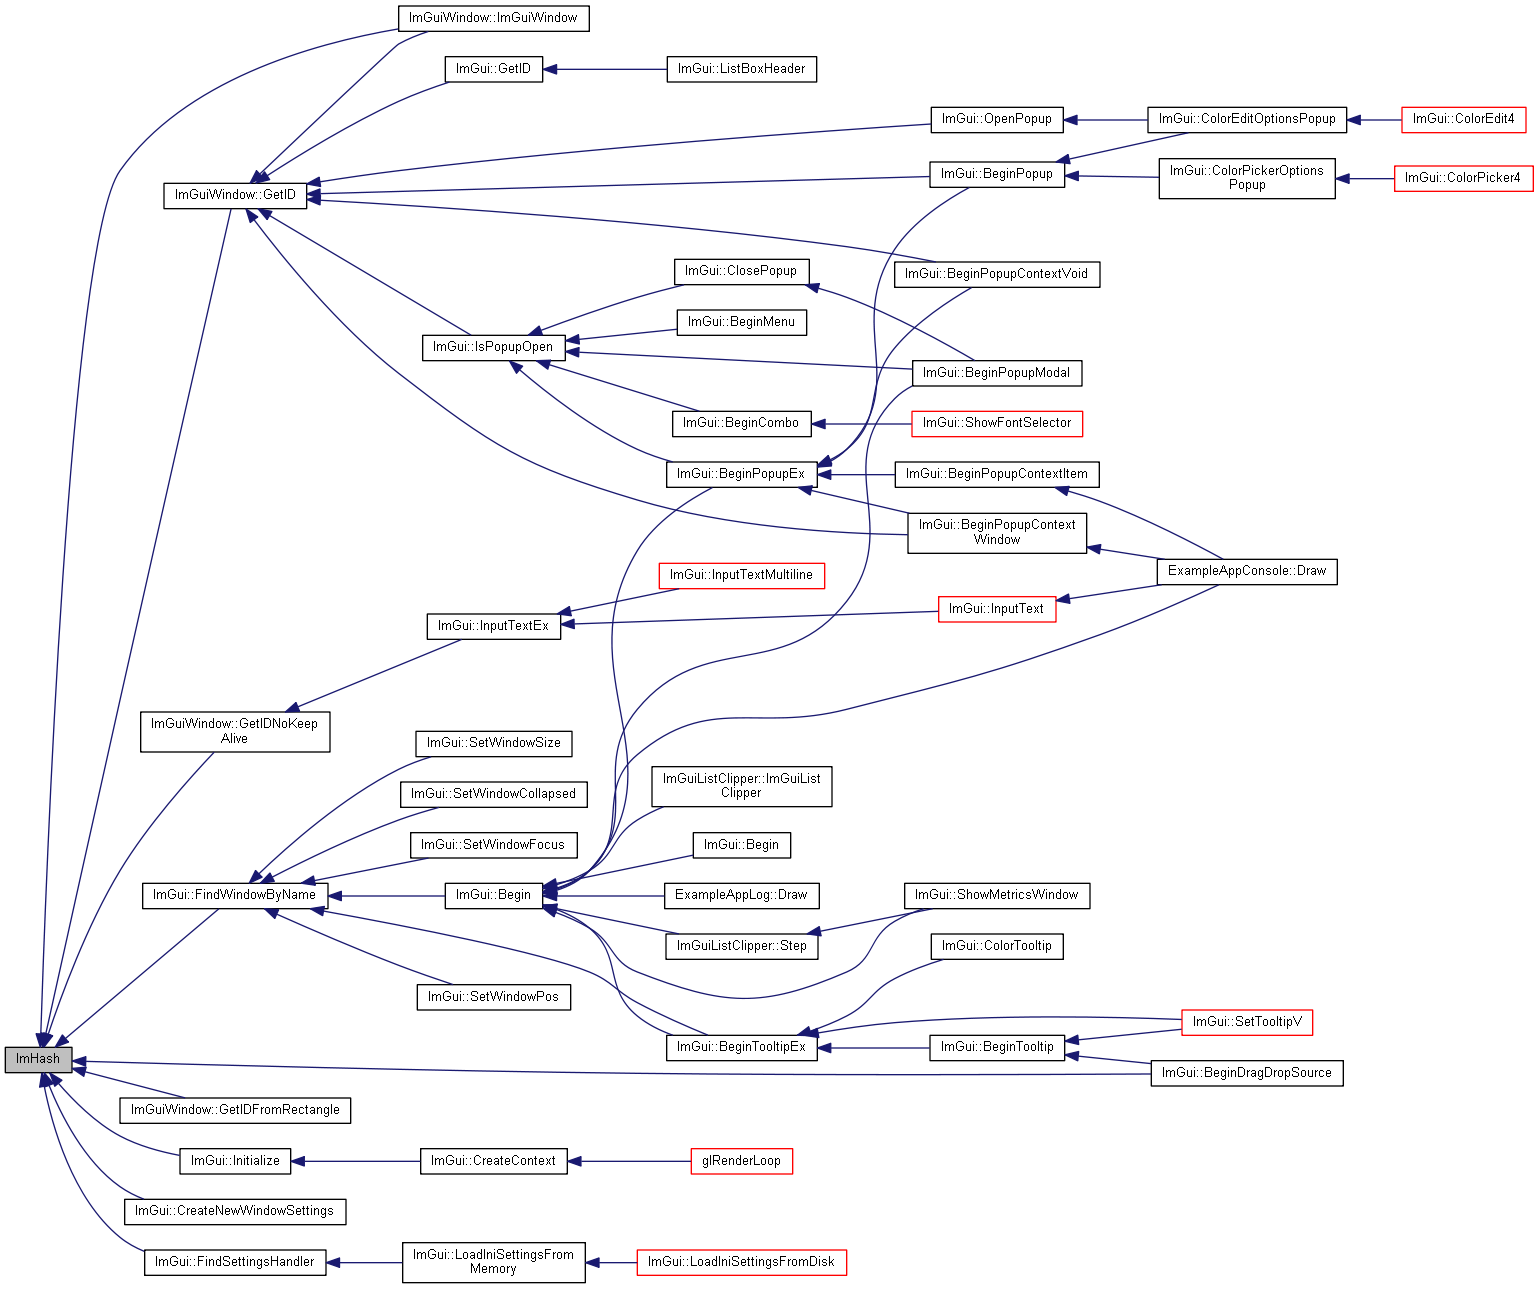 ImGuiWindow::ImGuiWindow
ImGui::GetID
ImGui::ListBoxHeader
ImGui::OpenPopup
ImGui::ColorEditOptionsPopup
ImGui::ColorEdit4
ImGuiWindow::GetID
ImGui::BeginPopup
ImGui::ColorPickerOptions
Popup
ImGui::ColorPicker4
ImGui::ClosePopup
ImGui::BeginPopupContextVoid
ImGui::BeginMenu
ImGui::IsPopupOpen
ImGui::BeginPopupModal
ImGui::BeginCombo
ImGui::ShowFontSelector
ImGui::BeginPopupEx
ImGui::BeginPopupContextItem
ImGui::BeginPopupContext
Window
ExampleAppConsole::Draw
ImGui::InputTextMultiline
ImGui::InputText
ImGui::InputTextEx
ImGuiWindow::GetIDNoKeep
Alive
ImGui::SetWindowSize
ImGui::SetWindowCollapsed
ImGuiListClipper::ImGuiList
Clipper
ImGui::SetWindowFocus
ImGui::Begin
ImGui::FindWindowByName
ImGui::Begin
ExampleAppLog::Draw
ImGui::ShowMetricsWindow
ImGuiListClipper::Step
ImGui::ColorTooltip
ImGui::SetWindowPos
ImGui::SetTooltipV
ImGui::BeginTooltipEx
ImGui::BeginTooltip
ImHash
ImGui::BeginDragDropSource
ImGuiWindow::GetIDFromRectangle
ImGui::Initialize
ImGui::CreateContext
glRenderLoop
ImGui::CreateNewWindowSettings
ImGui::FindSettingsHandler
ImGui::LoadIniSettingsFrom
Memory
ImGui::LoadIniSettingsFromDisk